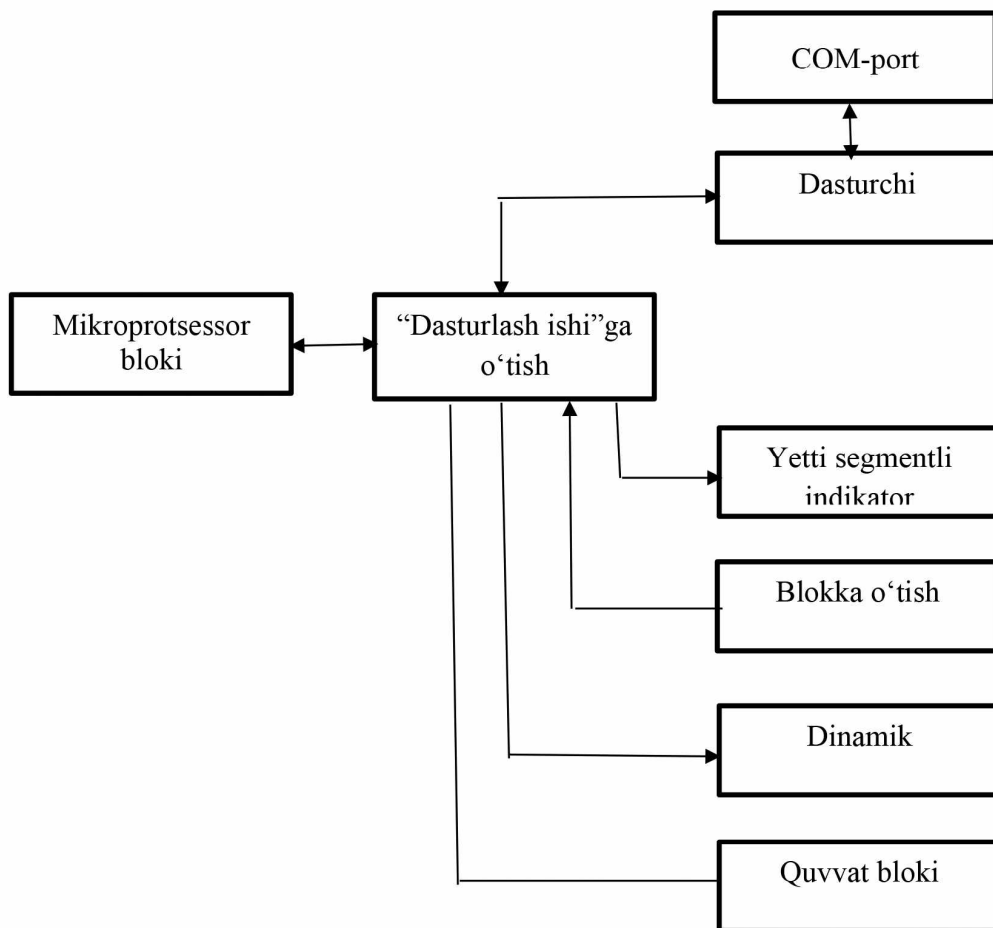 COM-port
Dasturchi
Mikroprotsessor
bloki
“Dasturlash ishi”ga
o‘tish
Yetti segmentli
indikator
Blokka o‘tish
Dinamik
Quvvat bloki